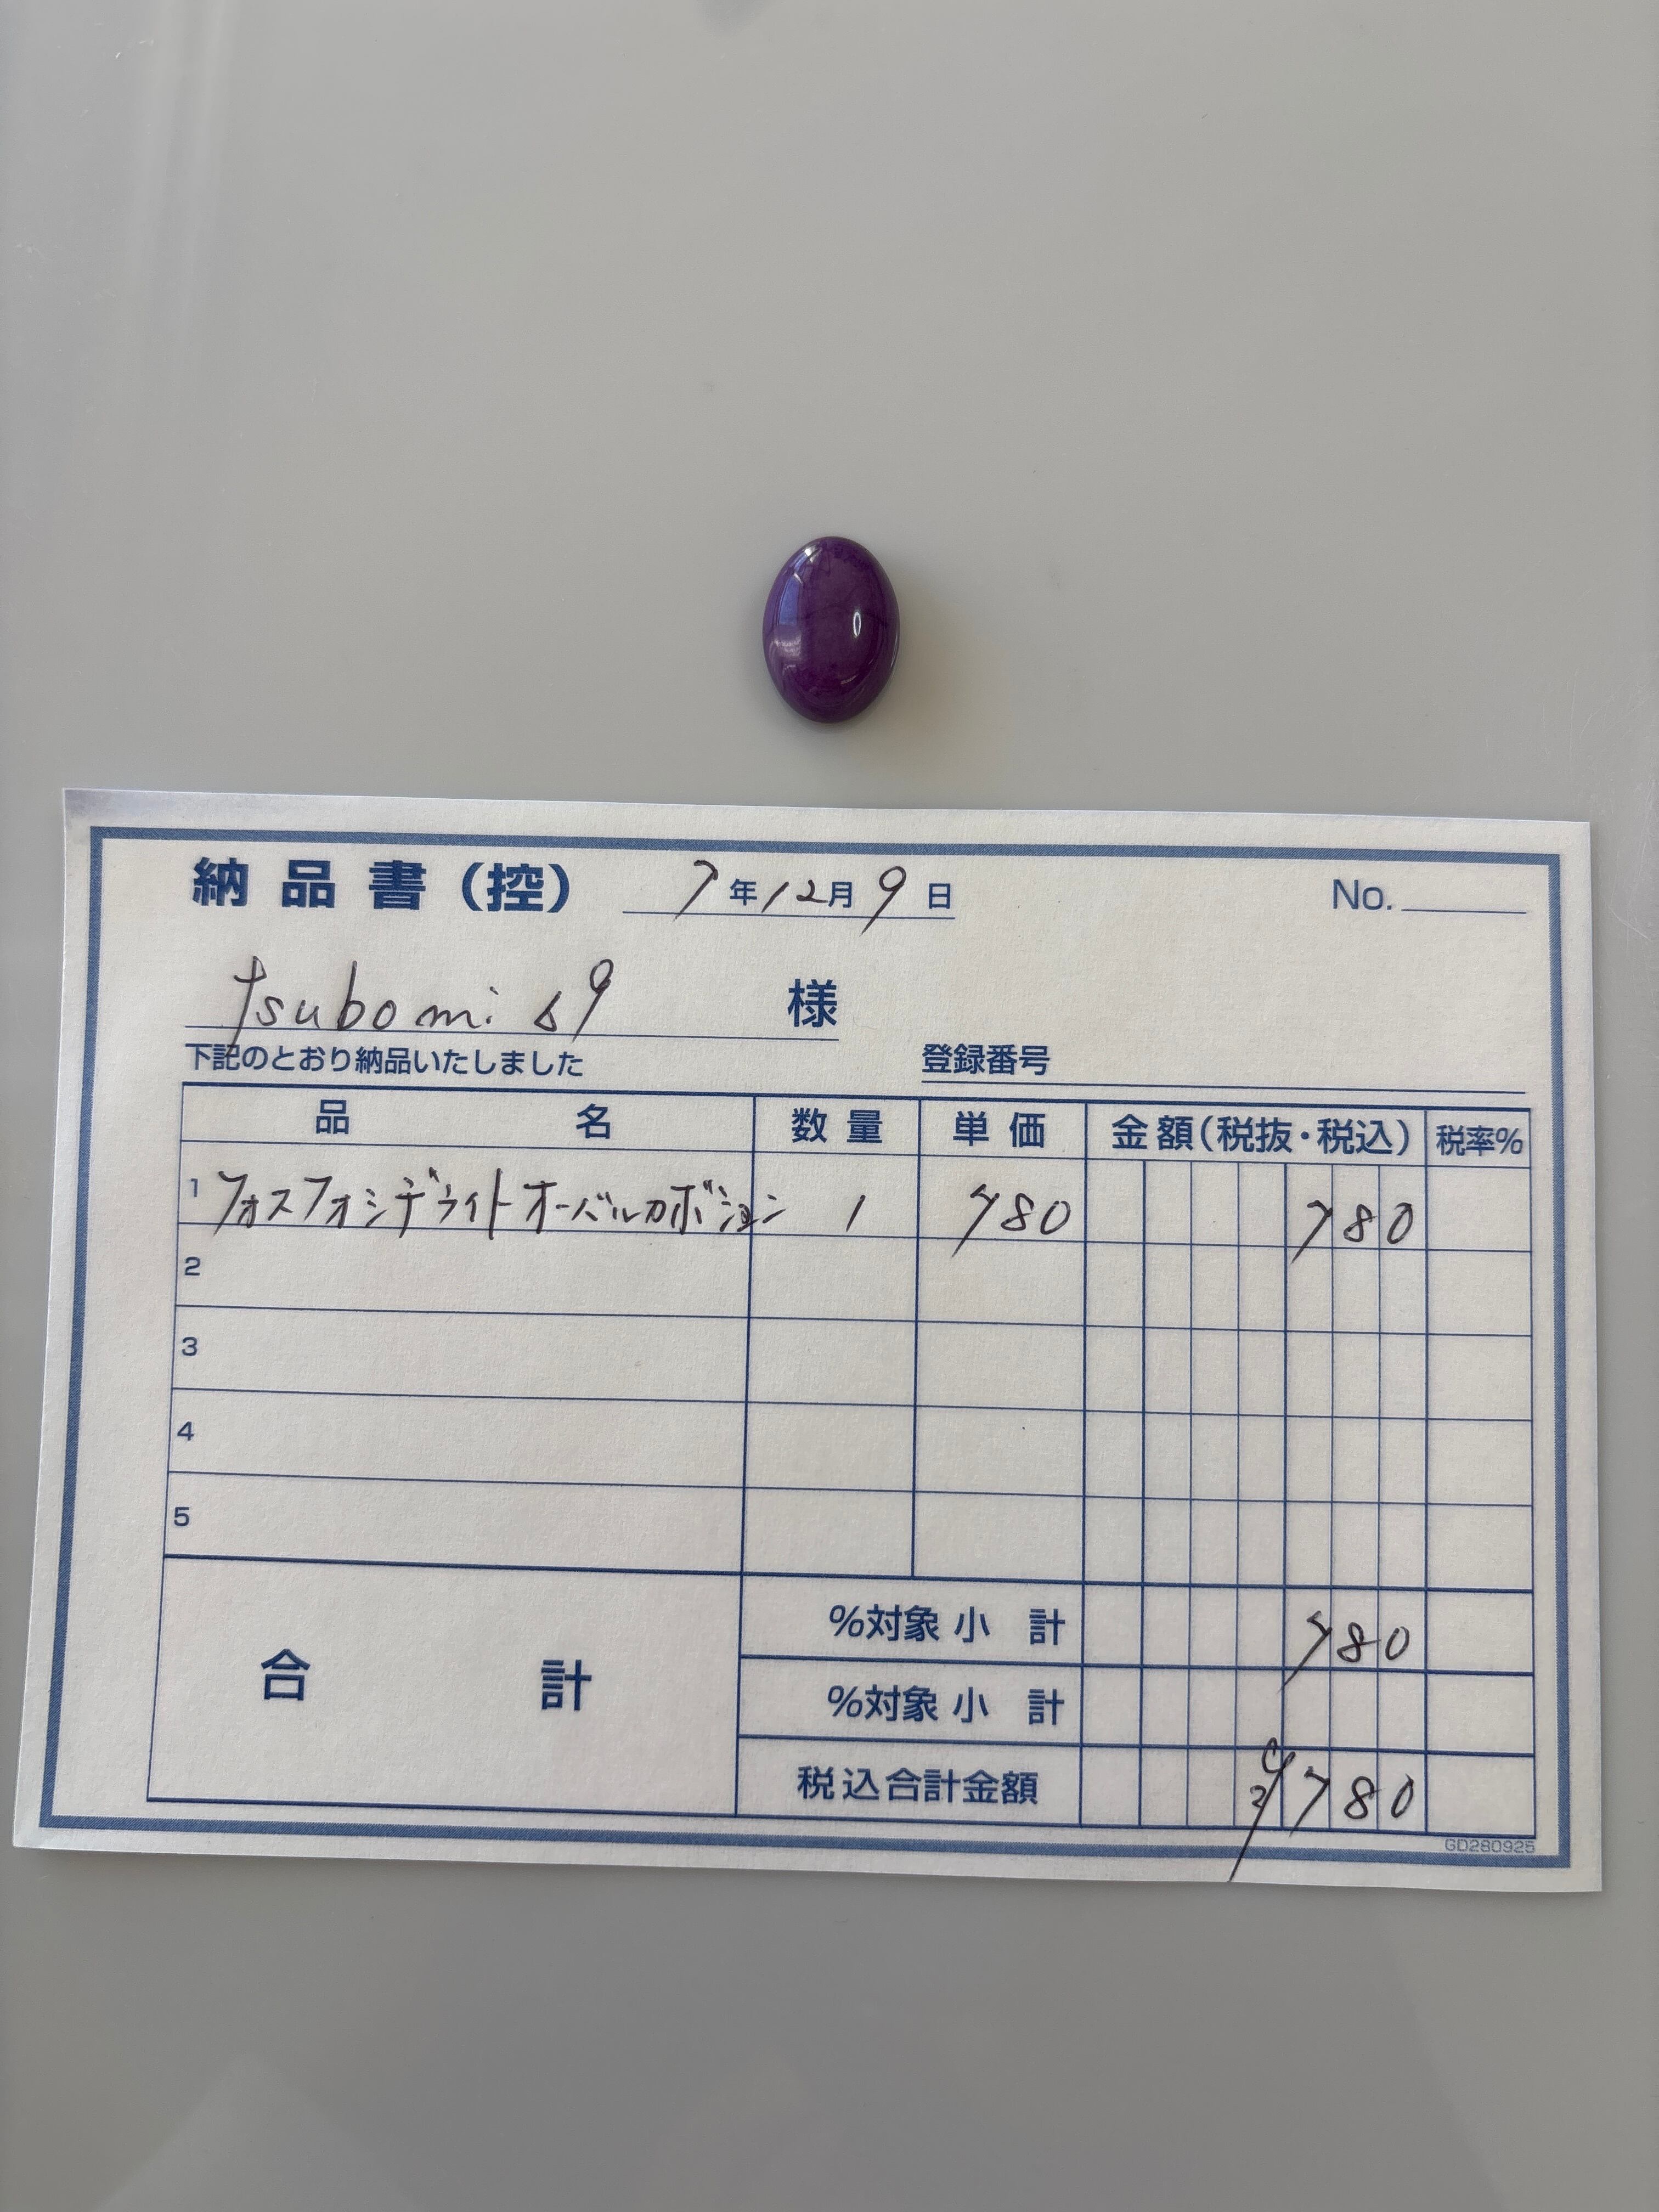 納品書(控) 7年12月9日 No.
tsubomi 69 様
下記のとおり納品いたしました 登録番号
品名 数量 単価 金額(税抜・税込) 税率%
1 フォスフォシデライトオーバルカボション 1 780 780
2
3
4
5
合計
%対象小計 780
%対象小計
税込合計金額 780
GD280925